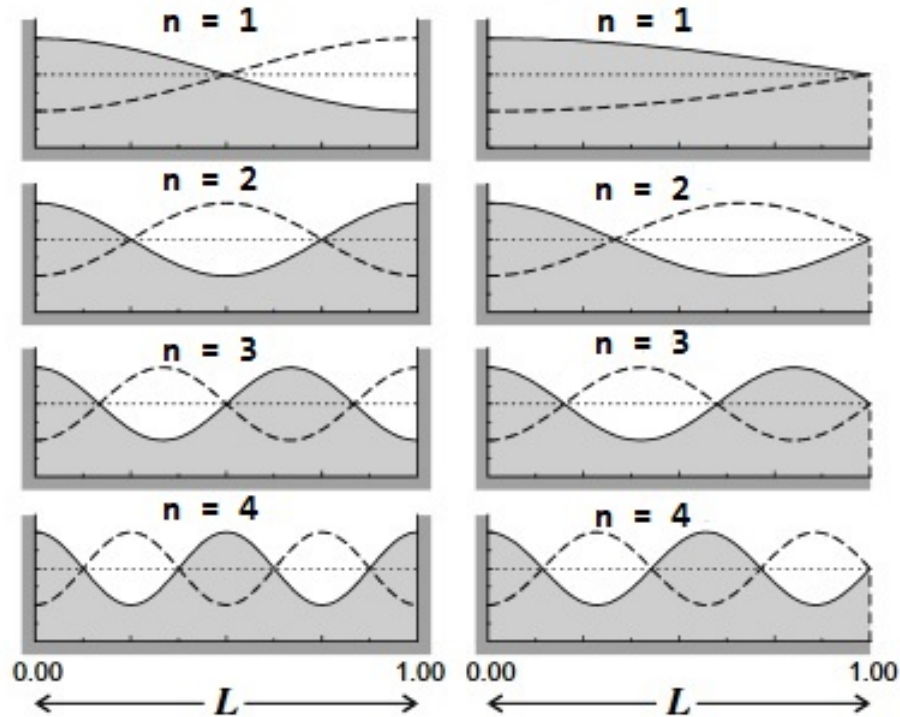 n = 1 n = 1
n = 2 n = 2
n = 3 n = 3
n = 4 n = 4
0.00 1.00 0.00 1.00
L L